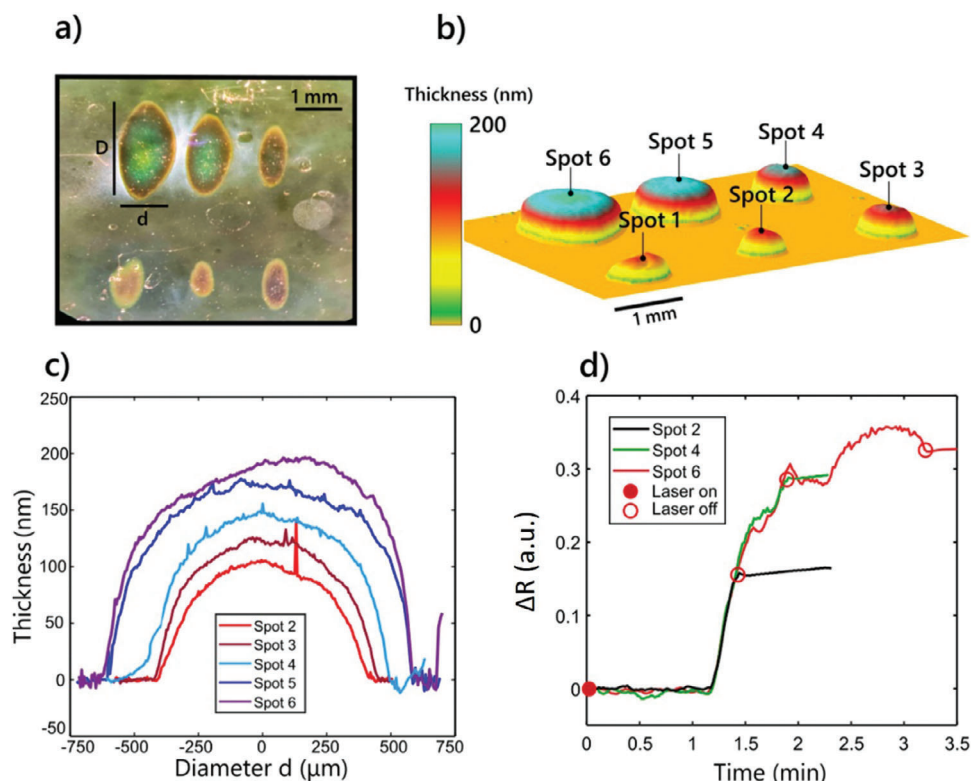 a)
1 mm
D
d
b)
Thickness (nm)
200
0
Spot 6
Spot 5
Spot 4
Spot 3
Spot 2
Spot 1
1 mm
c)
Thickness (nm)
250
200
150
100
50
0
-50
-750
-500
-250
0
250
500
750
Diameter d (µm)
Spot 2
Spot 3
Spot 4
Spot 5
Spot 6
d)
ΔR (a.u.)
0.4
0.3
0.2
0.1
0
0
0.5
1
1.5
2
2.5
3
3.5
Time (min)
Spot 2
Spot 4
Spot 6
Laser on
Laser off